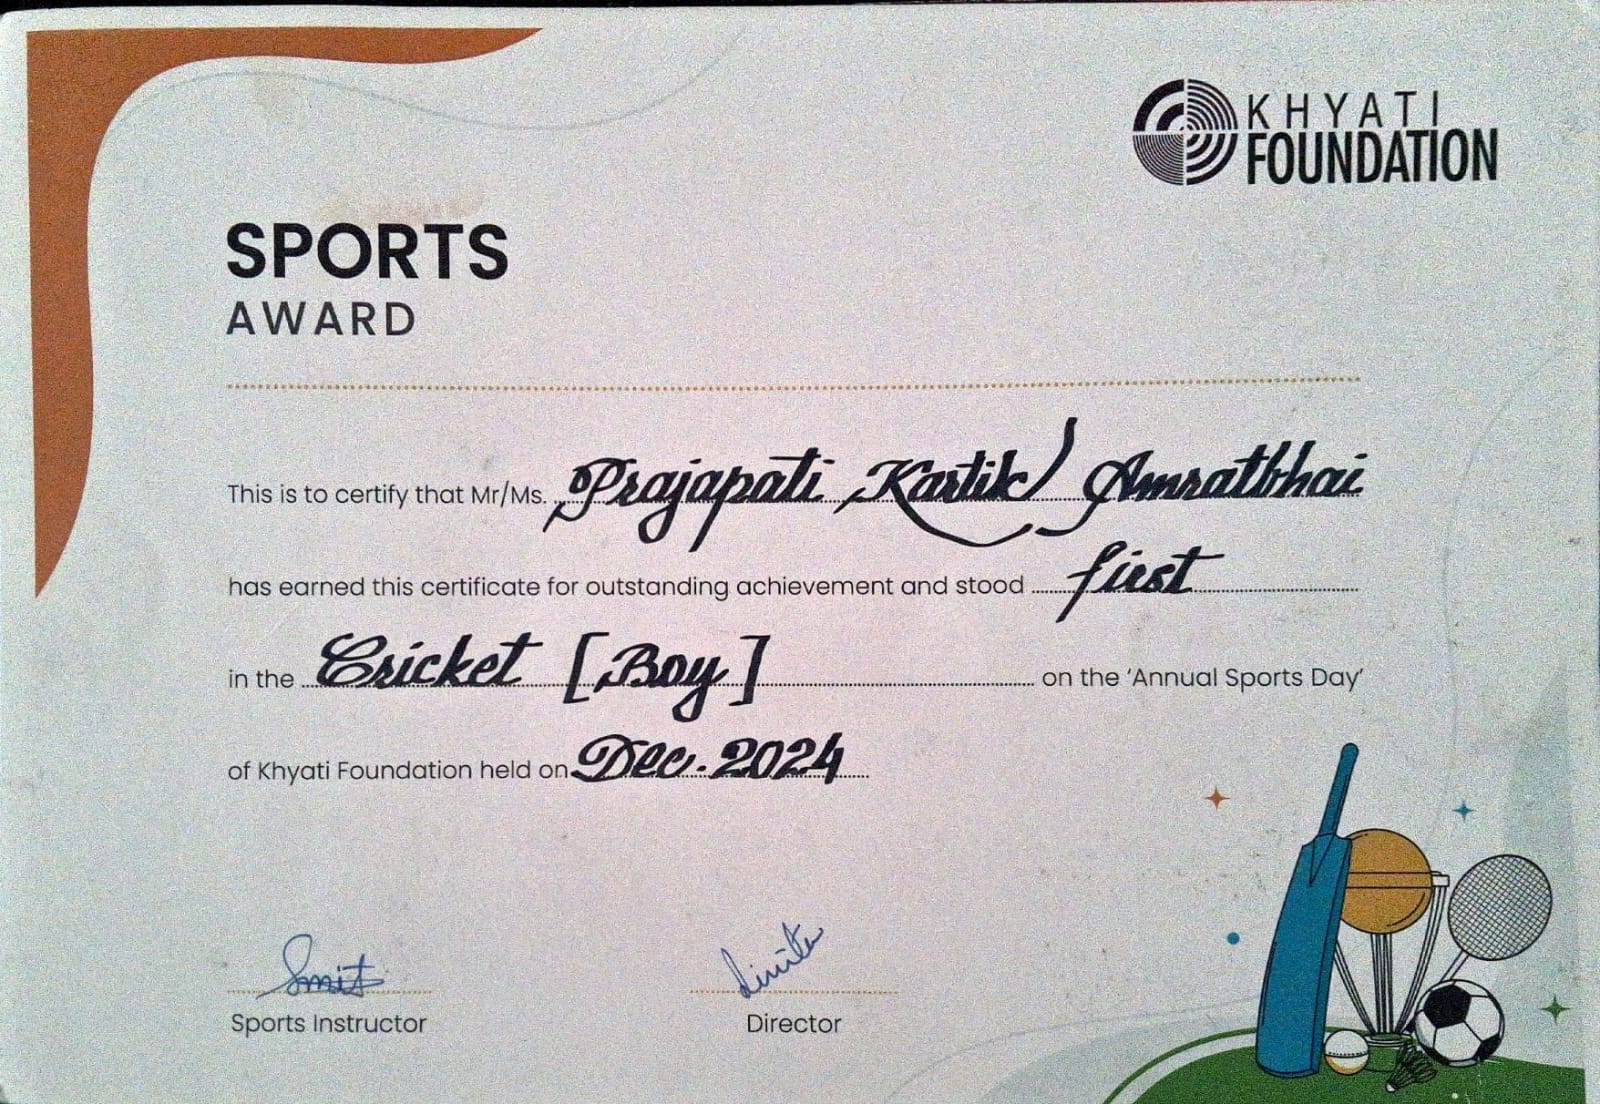 KHYATI
FOUNDATION
SPORTS
AWARD
This is to certify that Mr/Ms. Prajapati Kartik Amratbhai
has earned this certificate for outstanding achievement and stood first
in the Cricket [Boy] on the ‘Annual Sports Day’
of Khyati Foundation held on Dec. 2024
Smit
Sports Instructor
Director